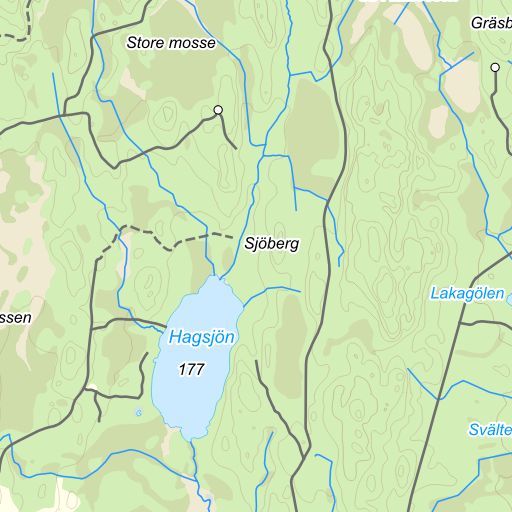 Gräsb
Store mosse
Sjöberg
Lakagölen
ssen
Hagsjön
177
Svälte